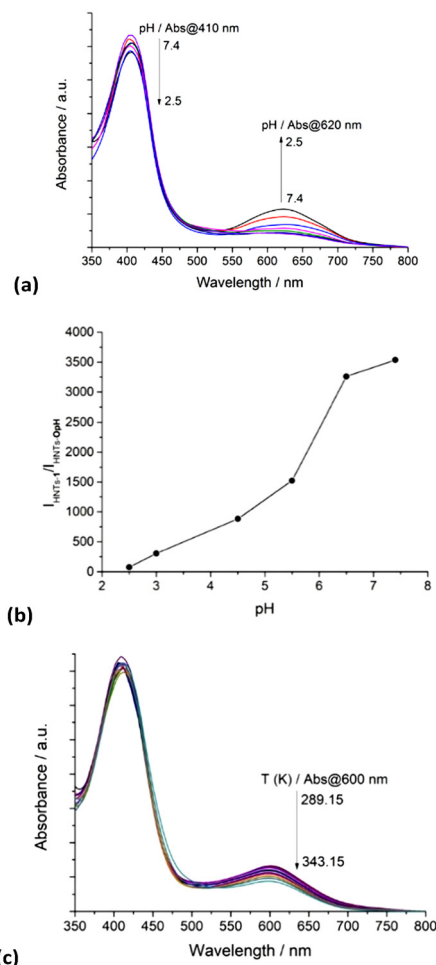 pH / Abs@410 nm
7.4
2.5
pH / Abs@620 nm
2.5
7.4
Absorbance / a.u.
350 400 450 500 550 600 650 700 750 800
Wavelength / nm
(a)
4000
3500
3000
2500
2000
1500
1000
500
0
I HNTs-1/I HNTs-OpH
2 3 4 5 6 7 8
pH
(b)
T (K) / Abs@600 nm
289.15
343.15
Absorbance / a.u.
350 400 450 500 550 600 650 700 750 800
Wavelength / nm
(c)